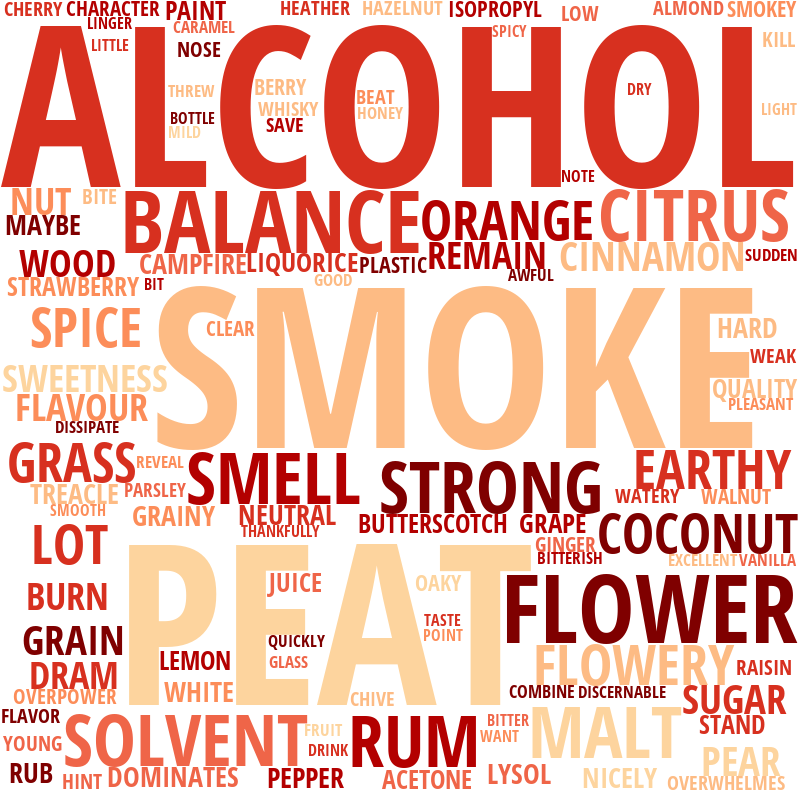 CHERRY
CHARACTER
PAINT
HEATHER
HAZELNUT
ISOPROPYL
LOW
ALMOND
SMOKEY
LINGER
CARAMEL
SPICY
LITTLE
NOSE
KILL
ALCOHOL
THREW
BERRY
BEAT
DRY
WHISKY
HONEY
LIGHT
BOTTLE
SAVE
MILD
NOTE
NUT
BITE
BALANCE
ORANGE
CITRUS
MAYBE
WOOD
CAMPFIRE
LIQUORICE
PLASTIC
REMAIN
CINNAMON
SUDDEN
AWFUL
STRAWBERRY
BIT
GOOD
SMOKE
SPICE
CLEAR
HARD
WEAK
SWEETNESS
QUALITY
PLEASANT
FLAVOUR
DISSIPATE
GRASS
REVEAL
SMELL
STRONG
EARTHY
TREACLE
PARSLEY
WATERY
WALNUT
SMOOTH
GRAINY
NEUTRAL
BUTTERSCOTCH
GRAPE
COCONUT
THANKFULLY
LOT
GINGER
BITTERISH
EXCELLENT
VANILLA
PEAT
JUICE
OAKY
FLOWER
BURN
TASTE
POINT
GRAIN
QUICKLY
LEMON
GLASS
FLOWERY
RAISIN
DRAM
OVERPOWER
WHITE
CHIVE
COMBINE
DISCERNABLE
SUGAR
FLAVOR
SOLVENT
FRUIT
RUM
BITTER
WANT
MALT
STAND
YOUNG
DRINK
PEAR
RUB
HINT
DOMINATES
PEPPER
ACETONE
LYSOL
NICELY
OVERWHELMES